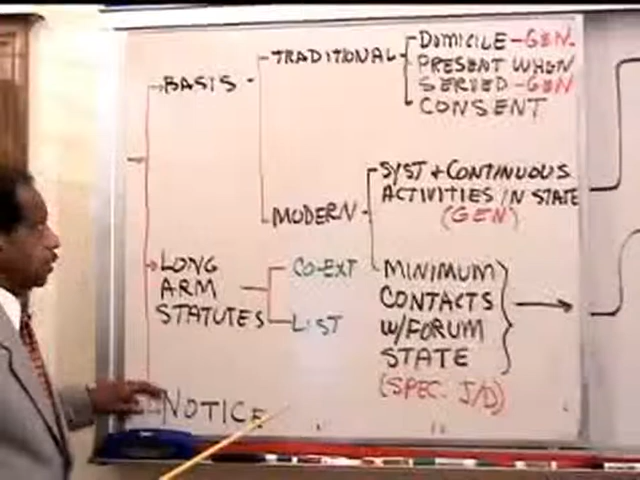 BASIS
TRADITIONAL
DOMICILE-GEN.
PRESENT WHEN
SERVED-GEN
CONSENT
MODERN
SYST + CONTINUOUS
ACTIVITIES IN STATE
(GEN)
MINIMUM
CONTACTS
W/FORUM
STATE
(SPEC. J/D)
LONG
ARM
STATUTES
CO-EXT
LIST
NOTICE